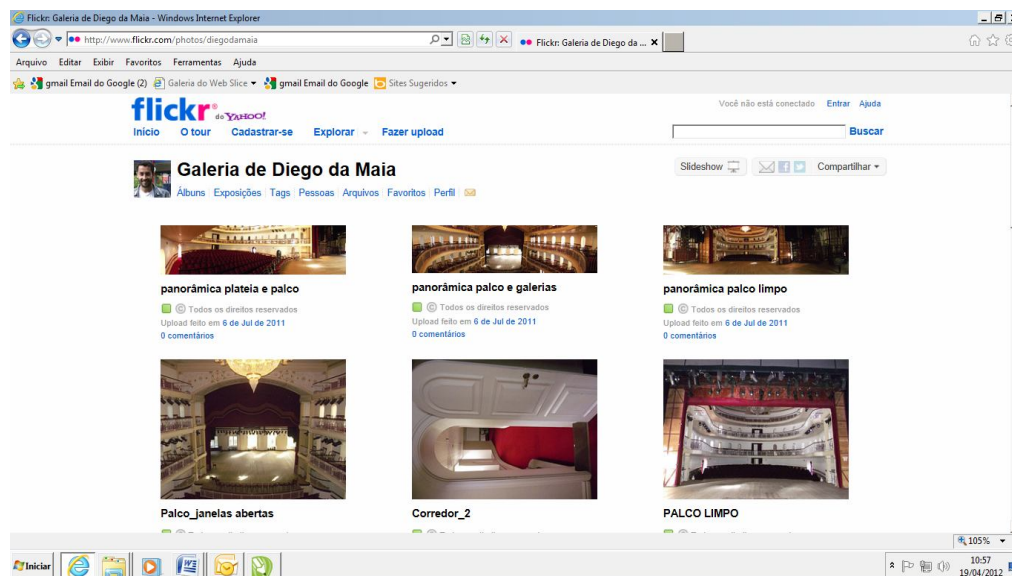 Flickr: Galeria de Diego da Maia - Windows Internet Explorer
http://www.flickr.com/photos/diegodamaia
Flickr: Galeria de Diego da ...
Arquivo Editar Exibir Favoritos Ferramentas Ajuda
gmail Email do Google (2) Galeria do Web Slice gmail Email do Google Sites Sugeridos
flickr® do YAHOO!
Você não está conectado Entrar Ajuda
Início O tour Cadastrar-se Explorar Fazer upload
Buscar
Galeria de Diego da Maia
Slideshow Compartilhar
Álbuns Exposições Tags Pessoas Arquivos Favoritos Perfil
panorâmica plateia e palco panorâmica palco e galerias panorâmica palco limpo
© Todos os direitos reservados © Todos os direitos reservados © Todos os direitos reservados
Upload feito em 6 de Jul de 2011 Upload feito em 6 de Jul de 2011 Upload feito em 6 de Jul de 2011
0 comentários 0 comentários 0 comentários
Palco_janelas abertas Corredor_2 PALCO LIMPO
105%
Iniciar
10:57
19/04/2012